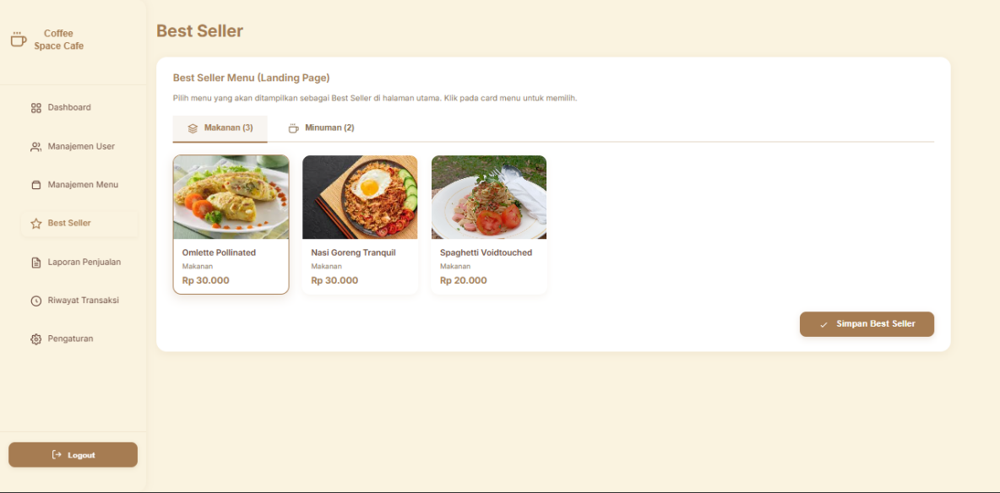 Coffee
Space Cafe
Dashboard
Manajemen User
Manajemen Menu
Best Seller
Laporan Penjualan
Riwayat Transaksi
Pengaturan
Logout
Best Seller
Best Seller Menu (Landing Page)
Pilih menu yang akan ditampilkan sebagai Best Seller di halaman utama. Klik pada card menu untuk memilih.
Makanan (3)
Minuman (2)
Omlette Pollinated
Makanan
Rp 30.000
Nasi Goreng Tranquil
Makanan
Rp 30.000
Spaghetti Voidtouched
Makanan
Rp 20.000
Simpan Best Seller